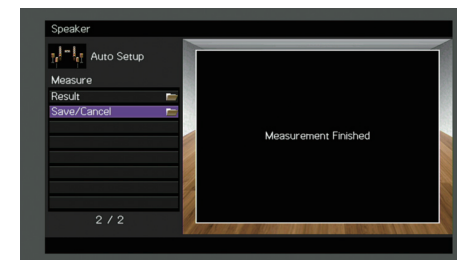 Speaker
Auto Setup
Measure
Result
Save/Cancel
Measurement Finished
2 / 2